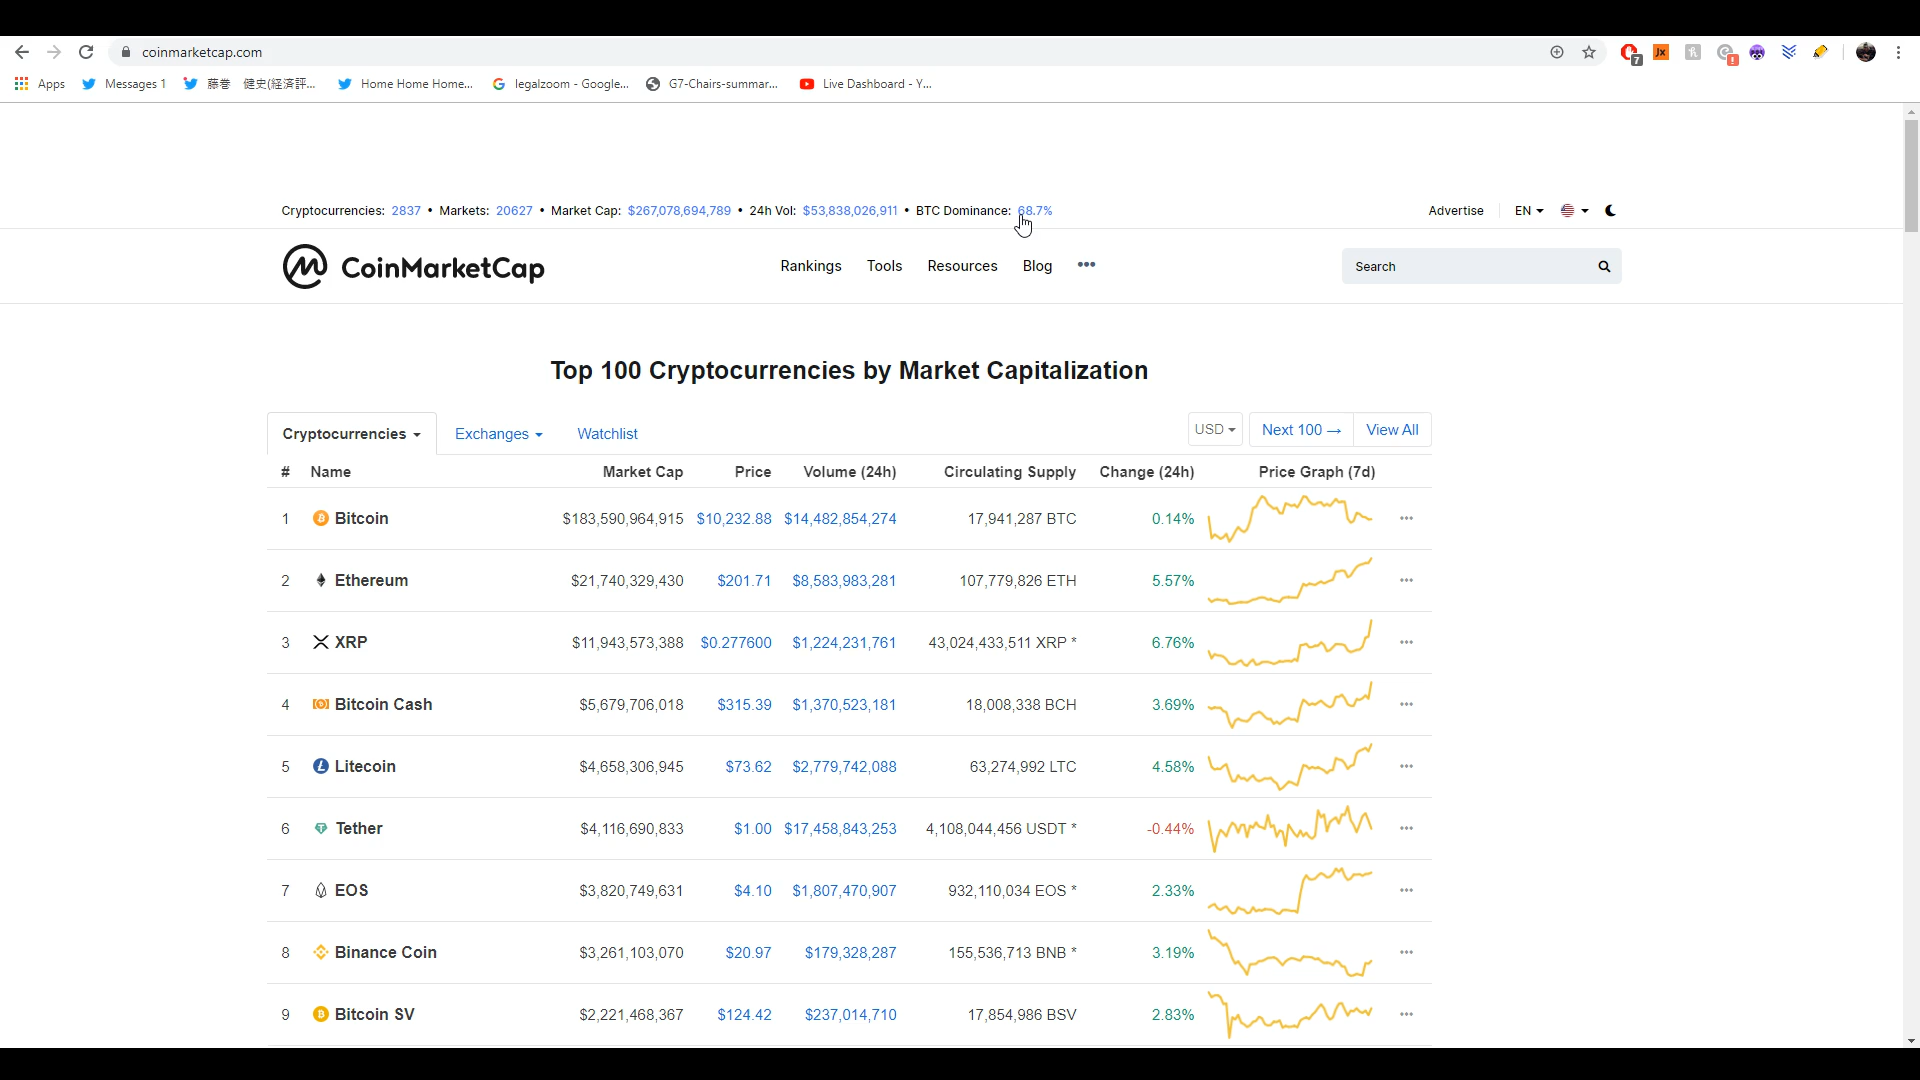 coinmarketcap.com
7
Jx
Apps Messages 1 藤巻 健史(経済評... Home Home Home... legalzoom - Google... G7-Chairs-summar... Live Dashboard - Y...
Cryptocurrencies: 2837 • Markets: 20627 • Market Cap: $267,078,694,789 • 24h Vol: $53,838,026,911 • BTC Dominance: 68.7%
Advertise EN
CoinMarketCap
Rankings Tools Resources Blog •••
Search
Top 100 Cryptocurrencies by Market Capitalization
Cryptocurrencies Exchanges Watchlist USD Next 100 → View All
# Name Market Cap Price Volume (24h) Circulating Supply Change (24h) Price Graph (7d)
1 Bitcoin $183,590,964,915 $10,232.88 $14,482,854,274 17,941,287 BTC 0.14%
2 Ethereum $21,740,329,430 $201.71 $8,583,983,281 107,779,826 ETH 5.57%
3 XRP $11,943,573,388 $0.277600 $1,224,231,761 43,024,433,511 XRP * 6.76%
4 Bitcoin Cash $5,679,706,018 $315.39 $1,370,523,181 18,008,338 BCH 3.69%
5 Litecoin $4,658,306,945 $73.62 $2,779,742,088 63,274,992 LTC 4.58%
6 Tether $4,116,690,833 $1.00 $17,458,843,253 4,108,044,456 USDT * -0.44%
7 EOS $3,820,749,631 $4.10 $1,807,470,907 932,110,034 EOS * 2.33%
8 Binance Coin $3,261,103,070 $20.97 $179,328,287 155,536,713 BNB * 3.19%
9 Bitcoin SV $2,221,468,367 $124.42 $237,014,710 17,854,986 BSV 2.83%